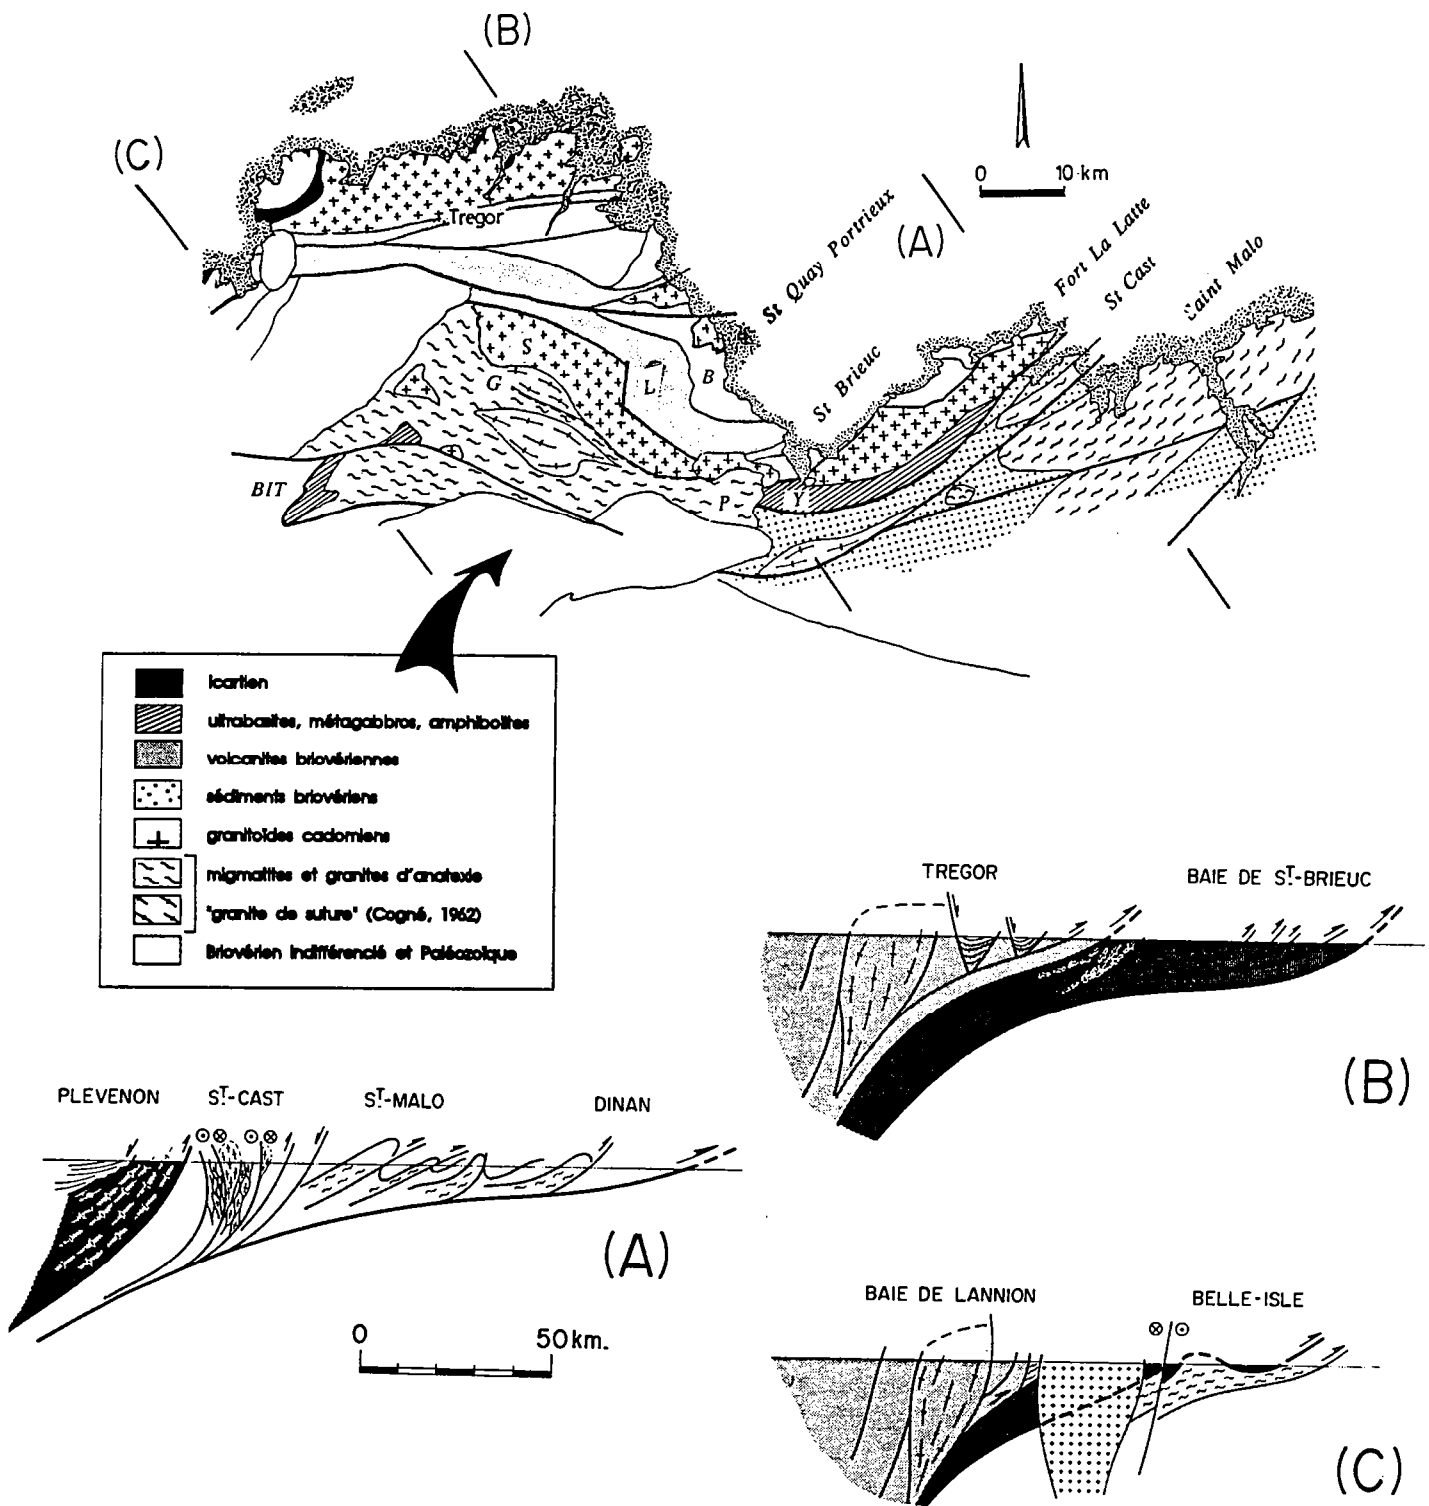 (B)
(C)
(A)
0 10 km
St Quay Portrieux
Fort La Latte
St Cast
Saint Malo
Tregor
S
G
L
B
St Brieuc
BIT
P
Y
Icartien
ultrabasites, métagabbros, amphibolites
volcanites briovériennes
sédiments briovériens
granitoïdes cadomiens
migmatites et granites d'anatexie
"granite de suture" (Cogné, 1962)
Briovérien indifférencié et Paléozoïque
TREGOR
BAIE DE ST-BRIEUC
(B)
PLEVENON
ST-CAST
ST-MALO
DINAN
(A)
0 50 km.
BAIE DE LANNION
BELLE-ISLE
(C)